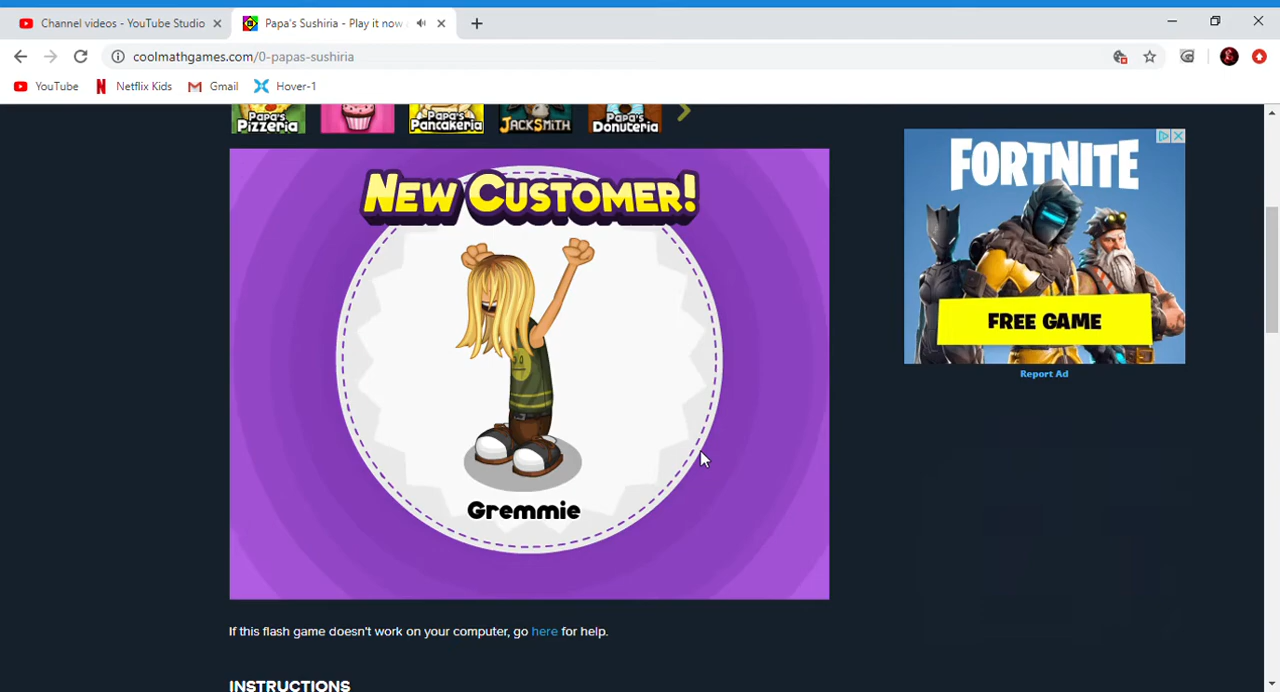 Channel videos - YouTube Studio
Papa's Sushiria - Play it now
coolmathgames.com/0-papas-sushiria
YouTube Netflix Kids Gmail Hover-1
Papa's Pizzeria Papa's Pancakeria JackSmith Papa's Donuteria
New Customer!
Gremmie
FORTNITE
FREE GAME
Report Ad
If this flash game doesn't work on your computer, go here for help.
INSTRUCTIONS